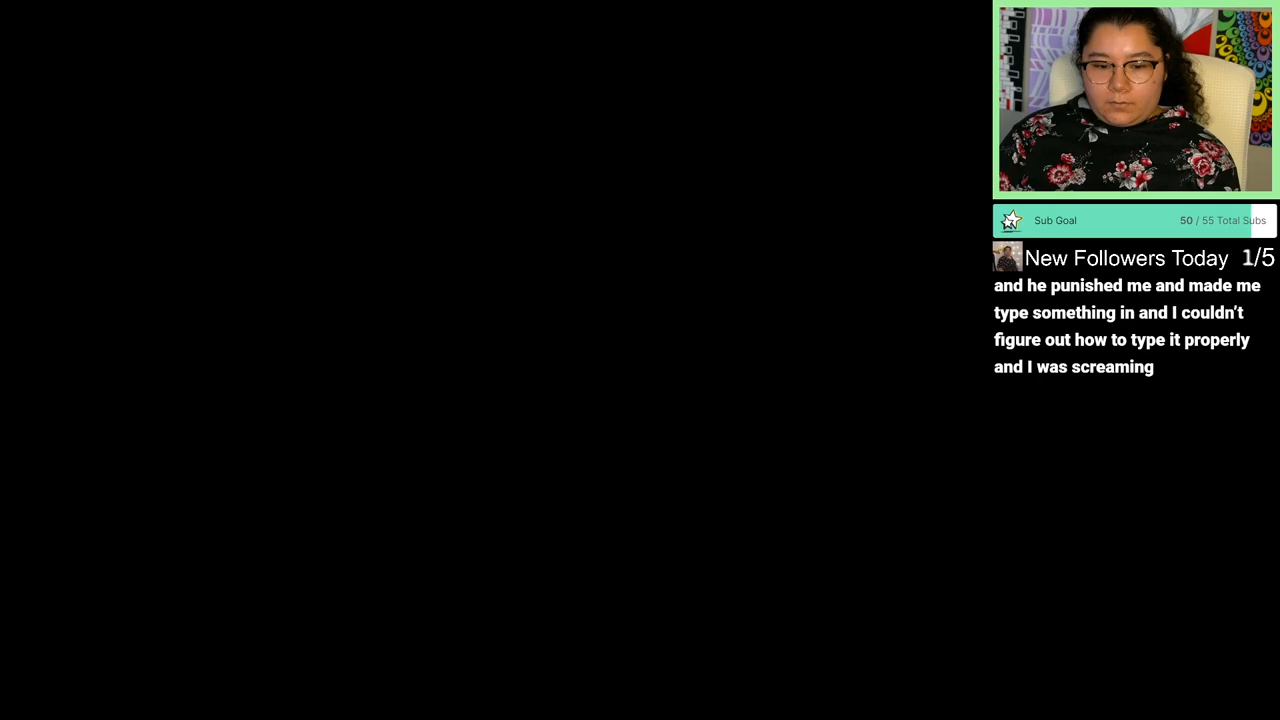 Sub Goal 50 / 55 Total Subs
New Followers Today 1/5
and he punished me and made me
type something in and I couldn’t
figure out how to type it properly
and I was screaming